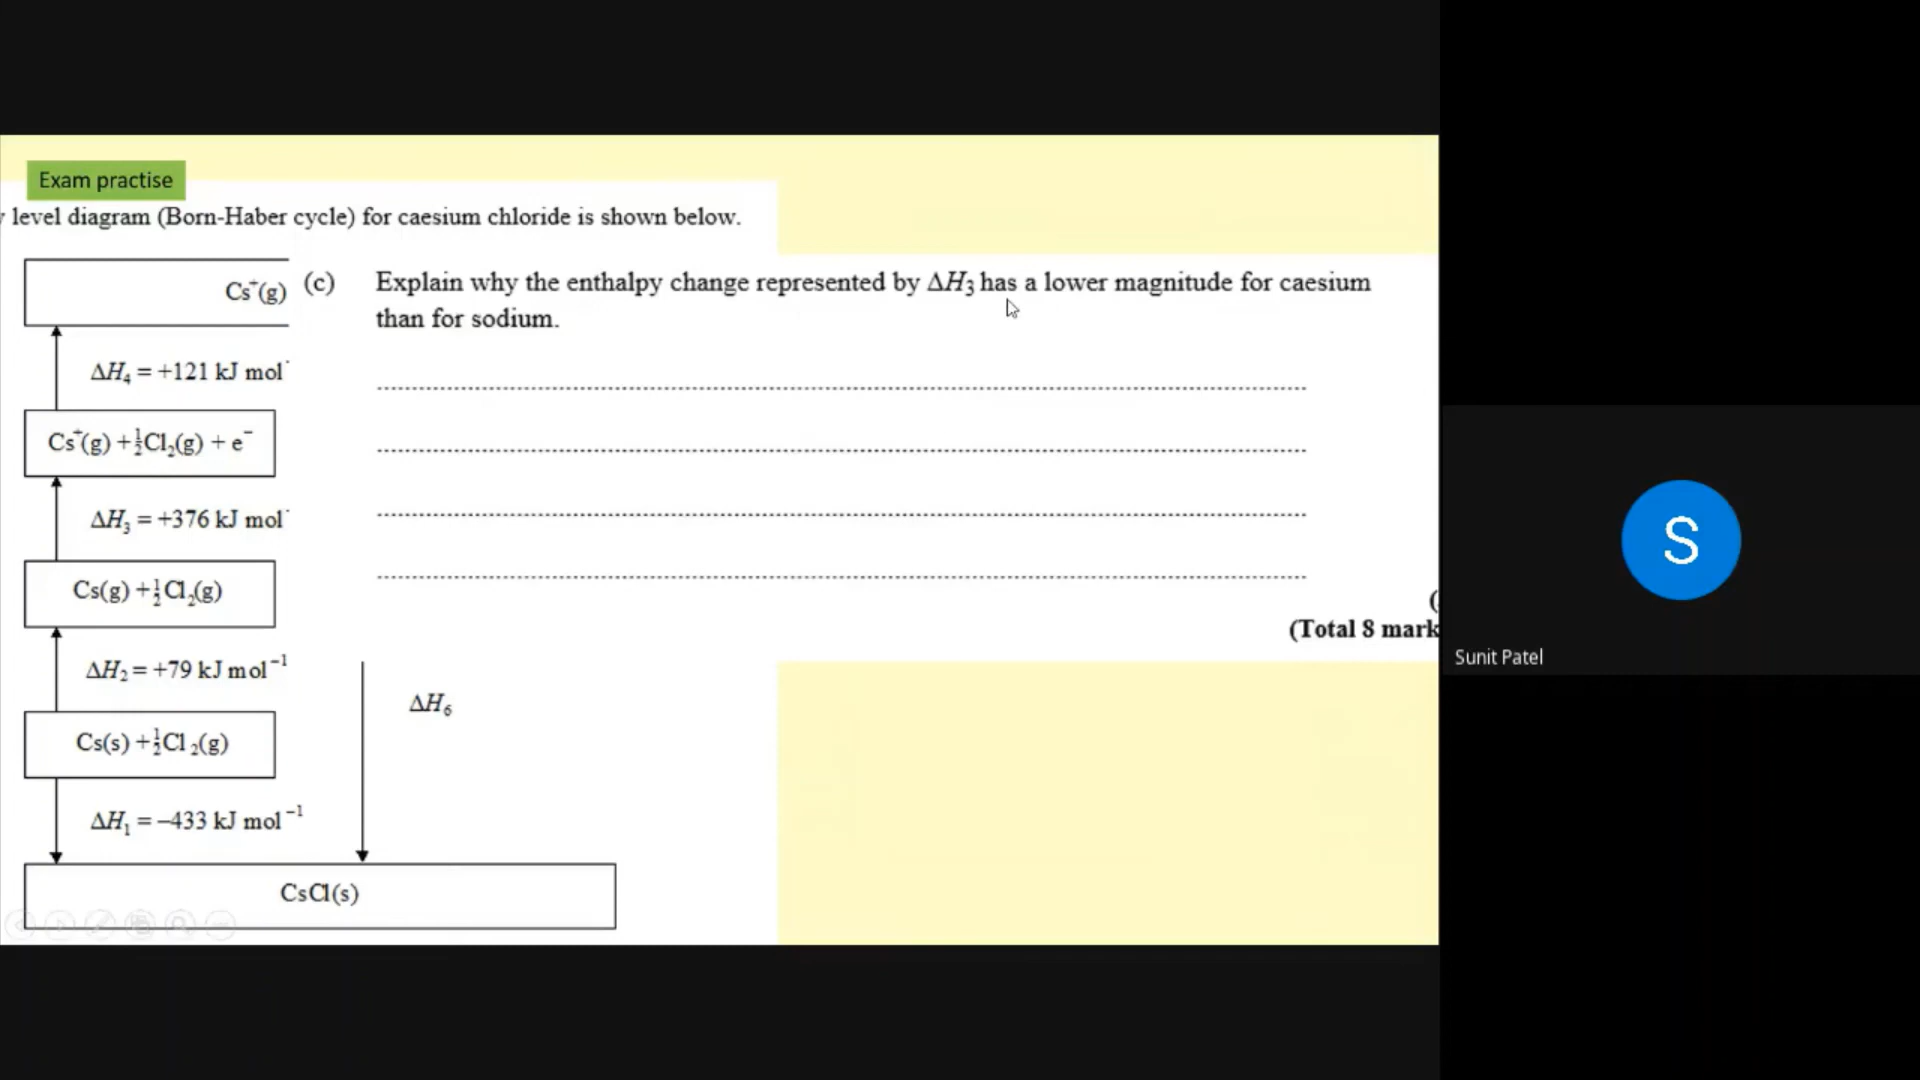 Exam practise
level diagram (Born-Haber cycle) for caesium chloride is shown below.
Cs⁺(g)
(c) Explain why the enthalpy change represented by ΔH₃ has a lower magnitude for caesium
than for sodium.
ΔH₄ = +121 kJ mol
Cs⁺(g) + ½Cl₂(g) + e⁻
ΔH₃ = +376 kJ mol
Cs(g) + ½Cl₂(g)
(Total 8 mark
ΔH₂ = +79 kJ mol⁻¹
ΔH₆
Cs(s) + ½Cl₂(g)
ΔH₁ = –433 kJ mol⁻¹
CsCl(s)
S
Sunit Patel